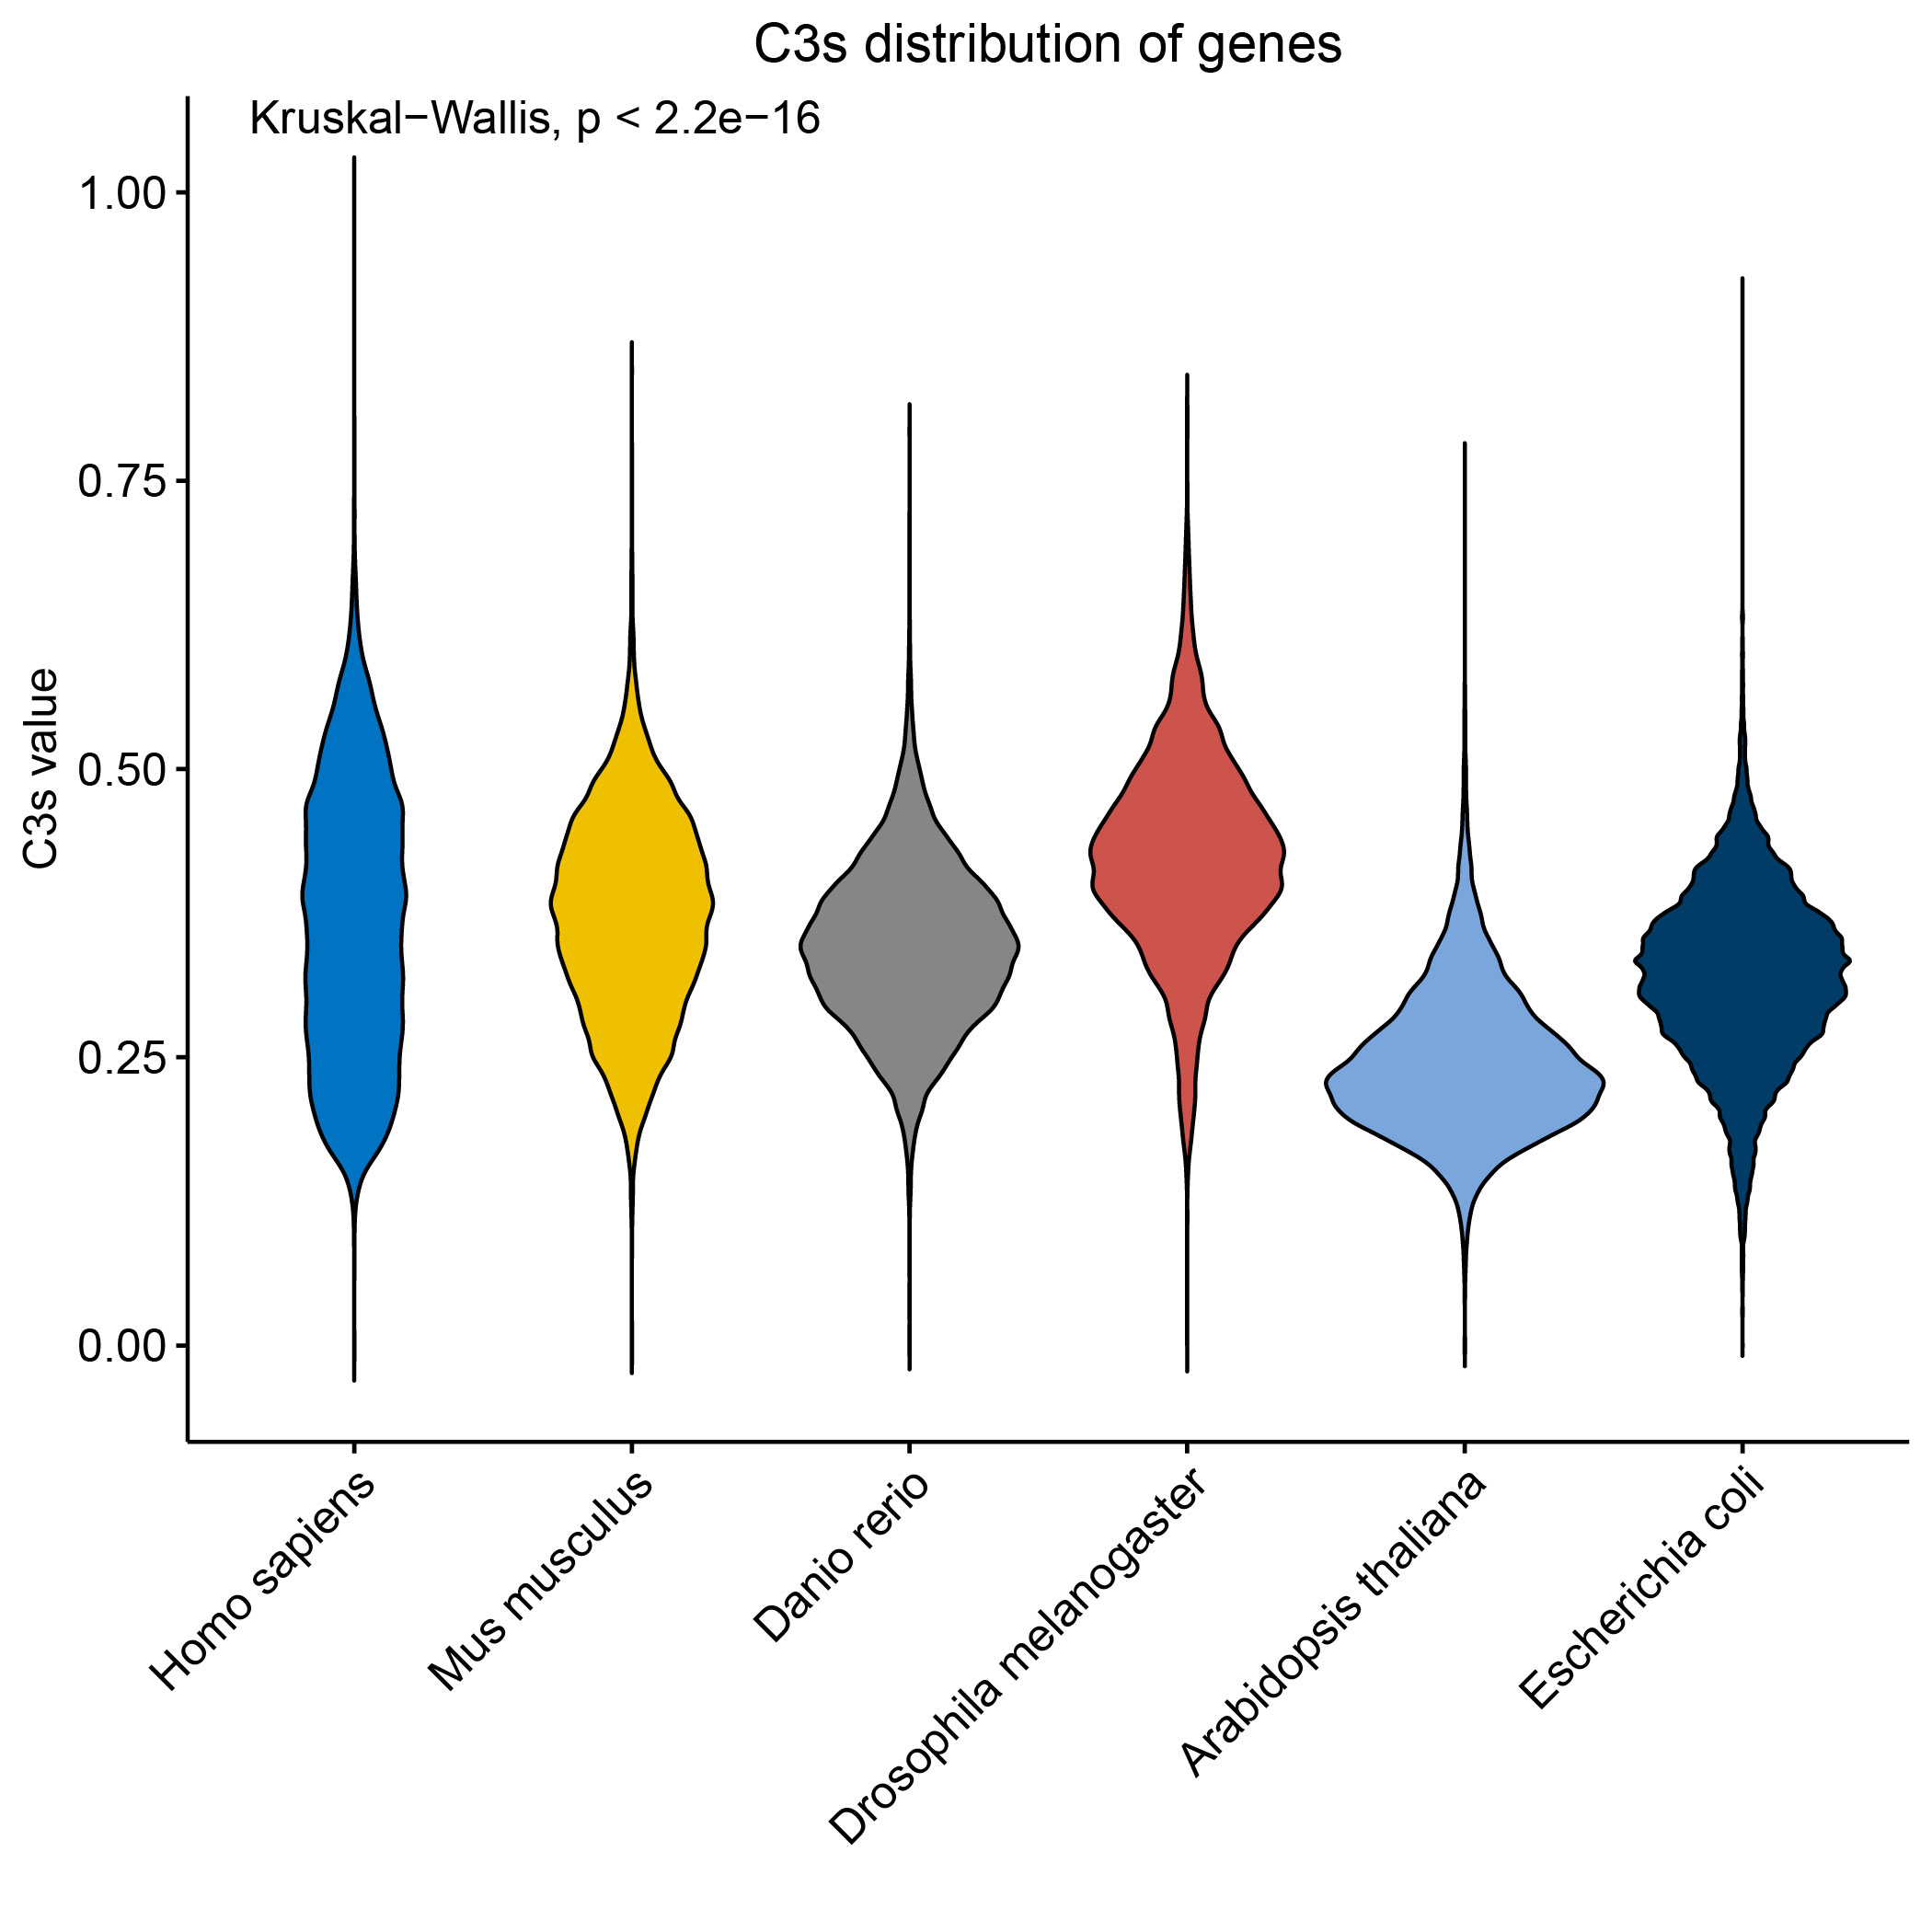 C3s distribution of genes
Kruskal−Wallis, p < 2.2e−16
1.00
0.75
0.50
0.25
0.00
C3s value
Homo sapiens
Mus musculus
Danio rerio
Drosophila melanogaster
Arabidopsis thaliana
Escherichia coli